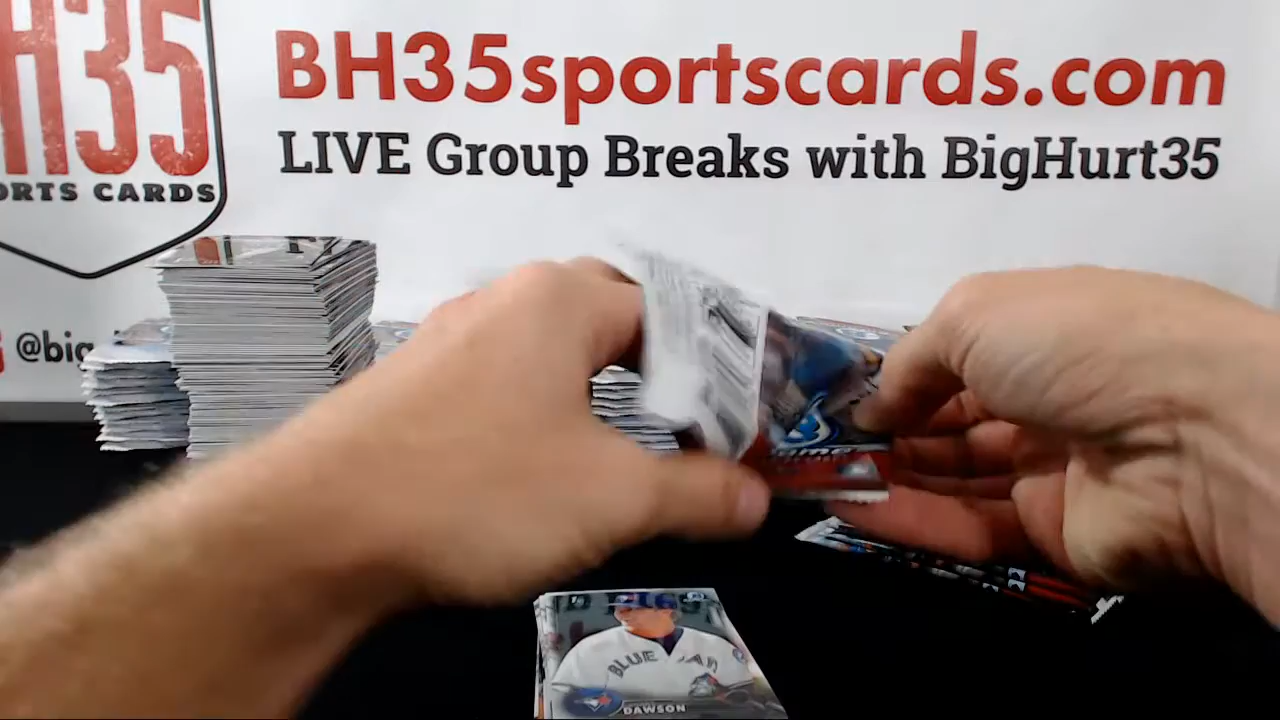 H35
ORTS CARDS
BH35sportscards.com
LIVE Group Breaks with BigHurt35
@big
BLUE JAYS
DAWSON